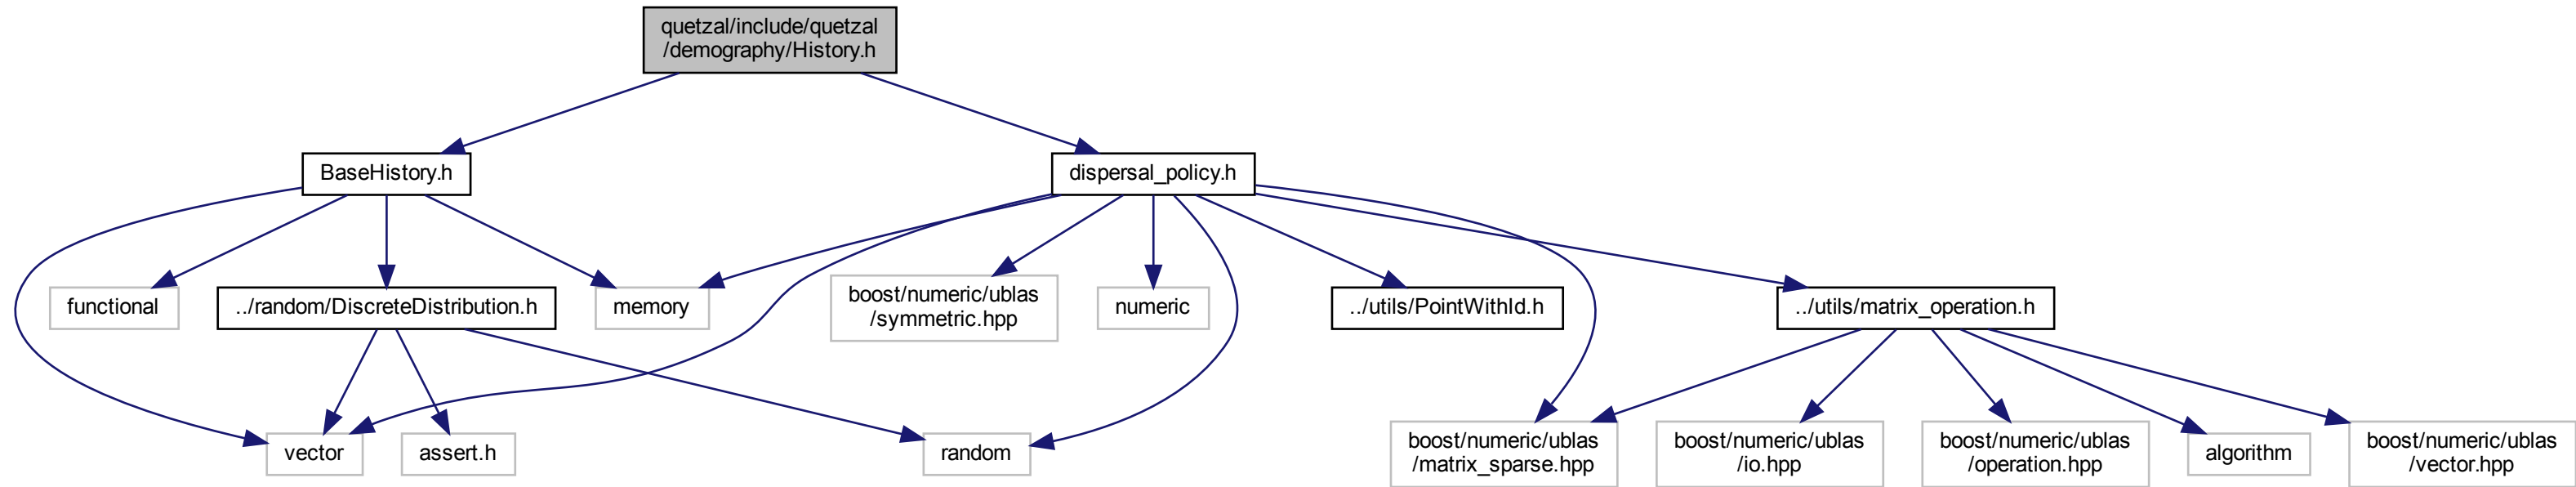 quetzal/include/quetzal
/demography/History.h
BaseHistory.h
dispersal_policy.h
functional
../random/DiscreteDistribution.h
memory
boost/numeric/ublas
/symmetric.hpp
numeric
../utils/PointWithId.h
../utils/matrix_operation.h
vector
assert.h
random
boost/numeric/ublas
/matrix_sparse.hpp
boost/numeric/ublas
/io.hpp
boost/numeric/ublas
/operation.hpp
algorithm
boost/numeric/ublas
/vector.hpp